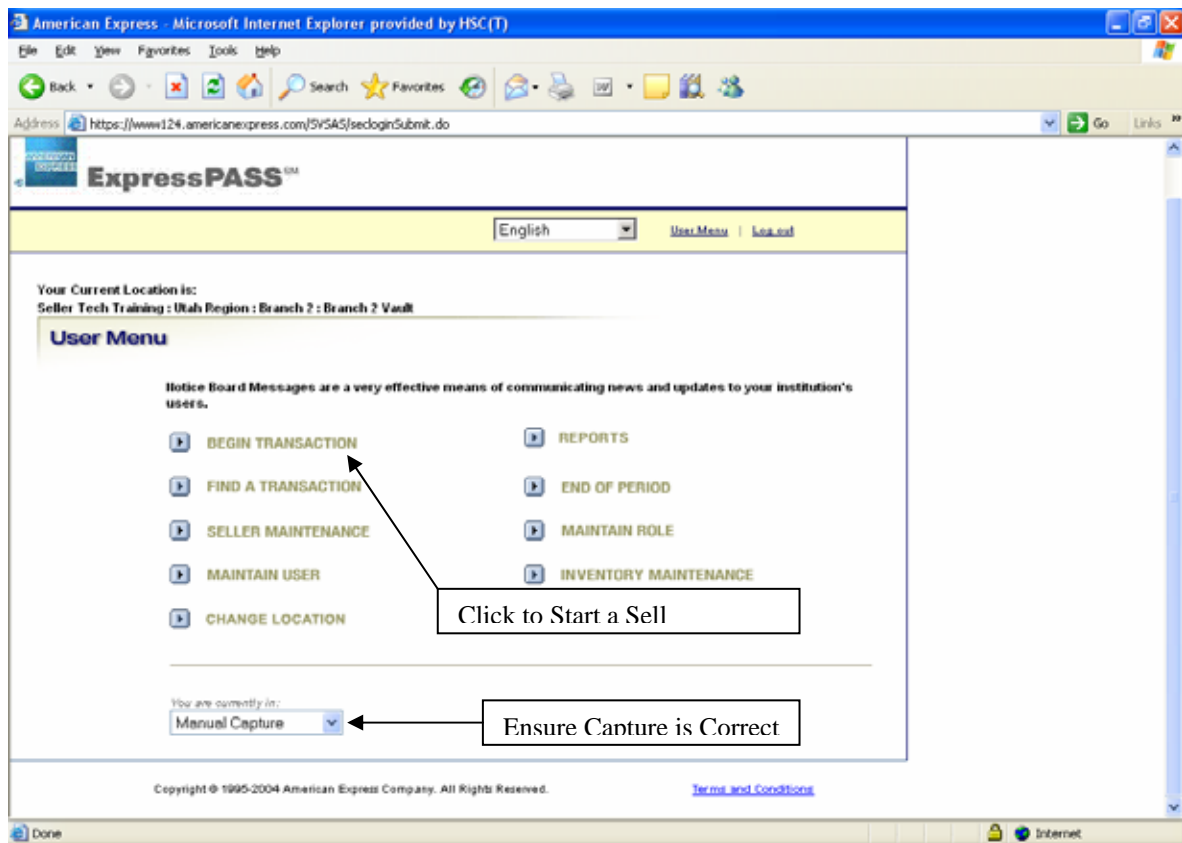 American Express - Microsoft Internet Explorer provided by HSC(T)
File Edit View Favorites Tools Help
Back Search Favorites
Address https://www124.americanexpress.com/SVSAS/secloginSubmit.do Go Links
AMERICAN EXPRESS
ExpressPASS SM
English User Menu | Log out
Your Current Location is:
Seller Tech Training : Utah Region : Branch 2 : Branch 2 Vault
User Menu
Notice Board Messages are a very effective means of communicating news and updates to your institution's
users.
BEGIN TRANSACTION REPORTS
FIND A TRANSACTION END OF PERIOD
SELLER MAINTENANCE MAINTAIN ROLE
MAINTAIN USER INVENTORY MAINTENANCE
Click to Start a Sell
CHANGE LOCATION
You are currently in:
Manual Capture
Ensure Capture is Correct
Copyright © 1995-2004 American Express Company. All Rights Reserved. Terms and Conditions
Done Internet